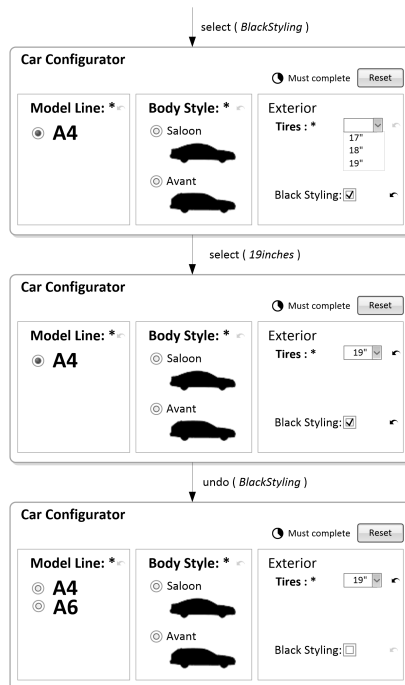 select ( BlackStyling )
Car Configurator
Must complete Reset
Model Line: *
A4
Body Style: *
Saloon
Avant
Exterior
Tires : *
17"
18"
19"
Black Styling:
select ( 19inches )
Car Configurator
Must complete Reset
Model Line: *
A4
Body Style: *
Saloon
Avant
Exterior
Tires : * 19"
Black Styling:
undo ( BlackStyling )
Car Configurator
Must complete Reset
Model Line: *
A4
A6
Body Style: *
Saloon
Avant
Exterior
Tires : * 19"
Black Styling: